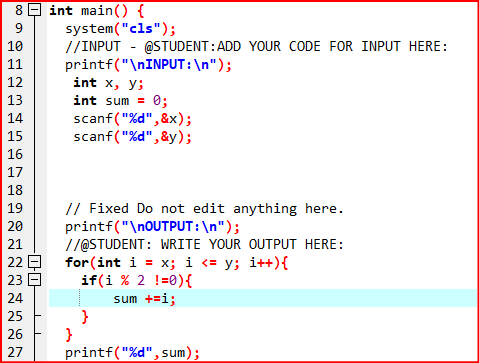 8 int main() {
9 system("cls");
10 //INPUT - @STUDENT:ADD YOUR CODE FOR INPUT HERE:
11 printf("\nINPUT:\n");
12 int x, y;
13 int sum = 0;
14 scanf("%d",&x);
15 scanf("%d",&y);
16
17
18
19 // Fixed Do not edit anything here.
20 printf("\nOUTPUT:\n");
21 //@STUDENT: WRITE YOUR OUTPUT HERE:
22 for(int i = x; i <= y; i++){
23 if(i % 2 !=0){
24 sum +=i;
25 }
26 }
27 printf("%d",sum);